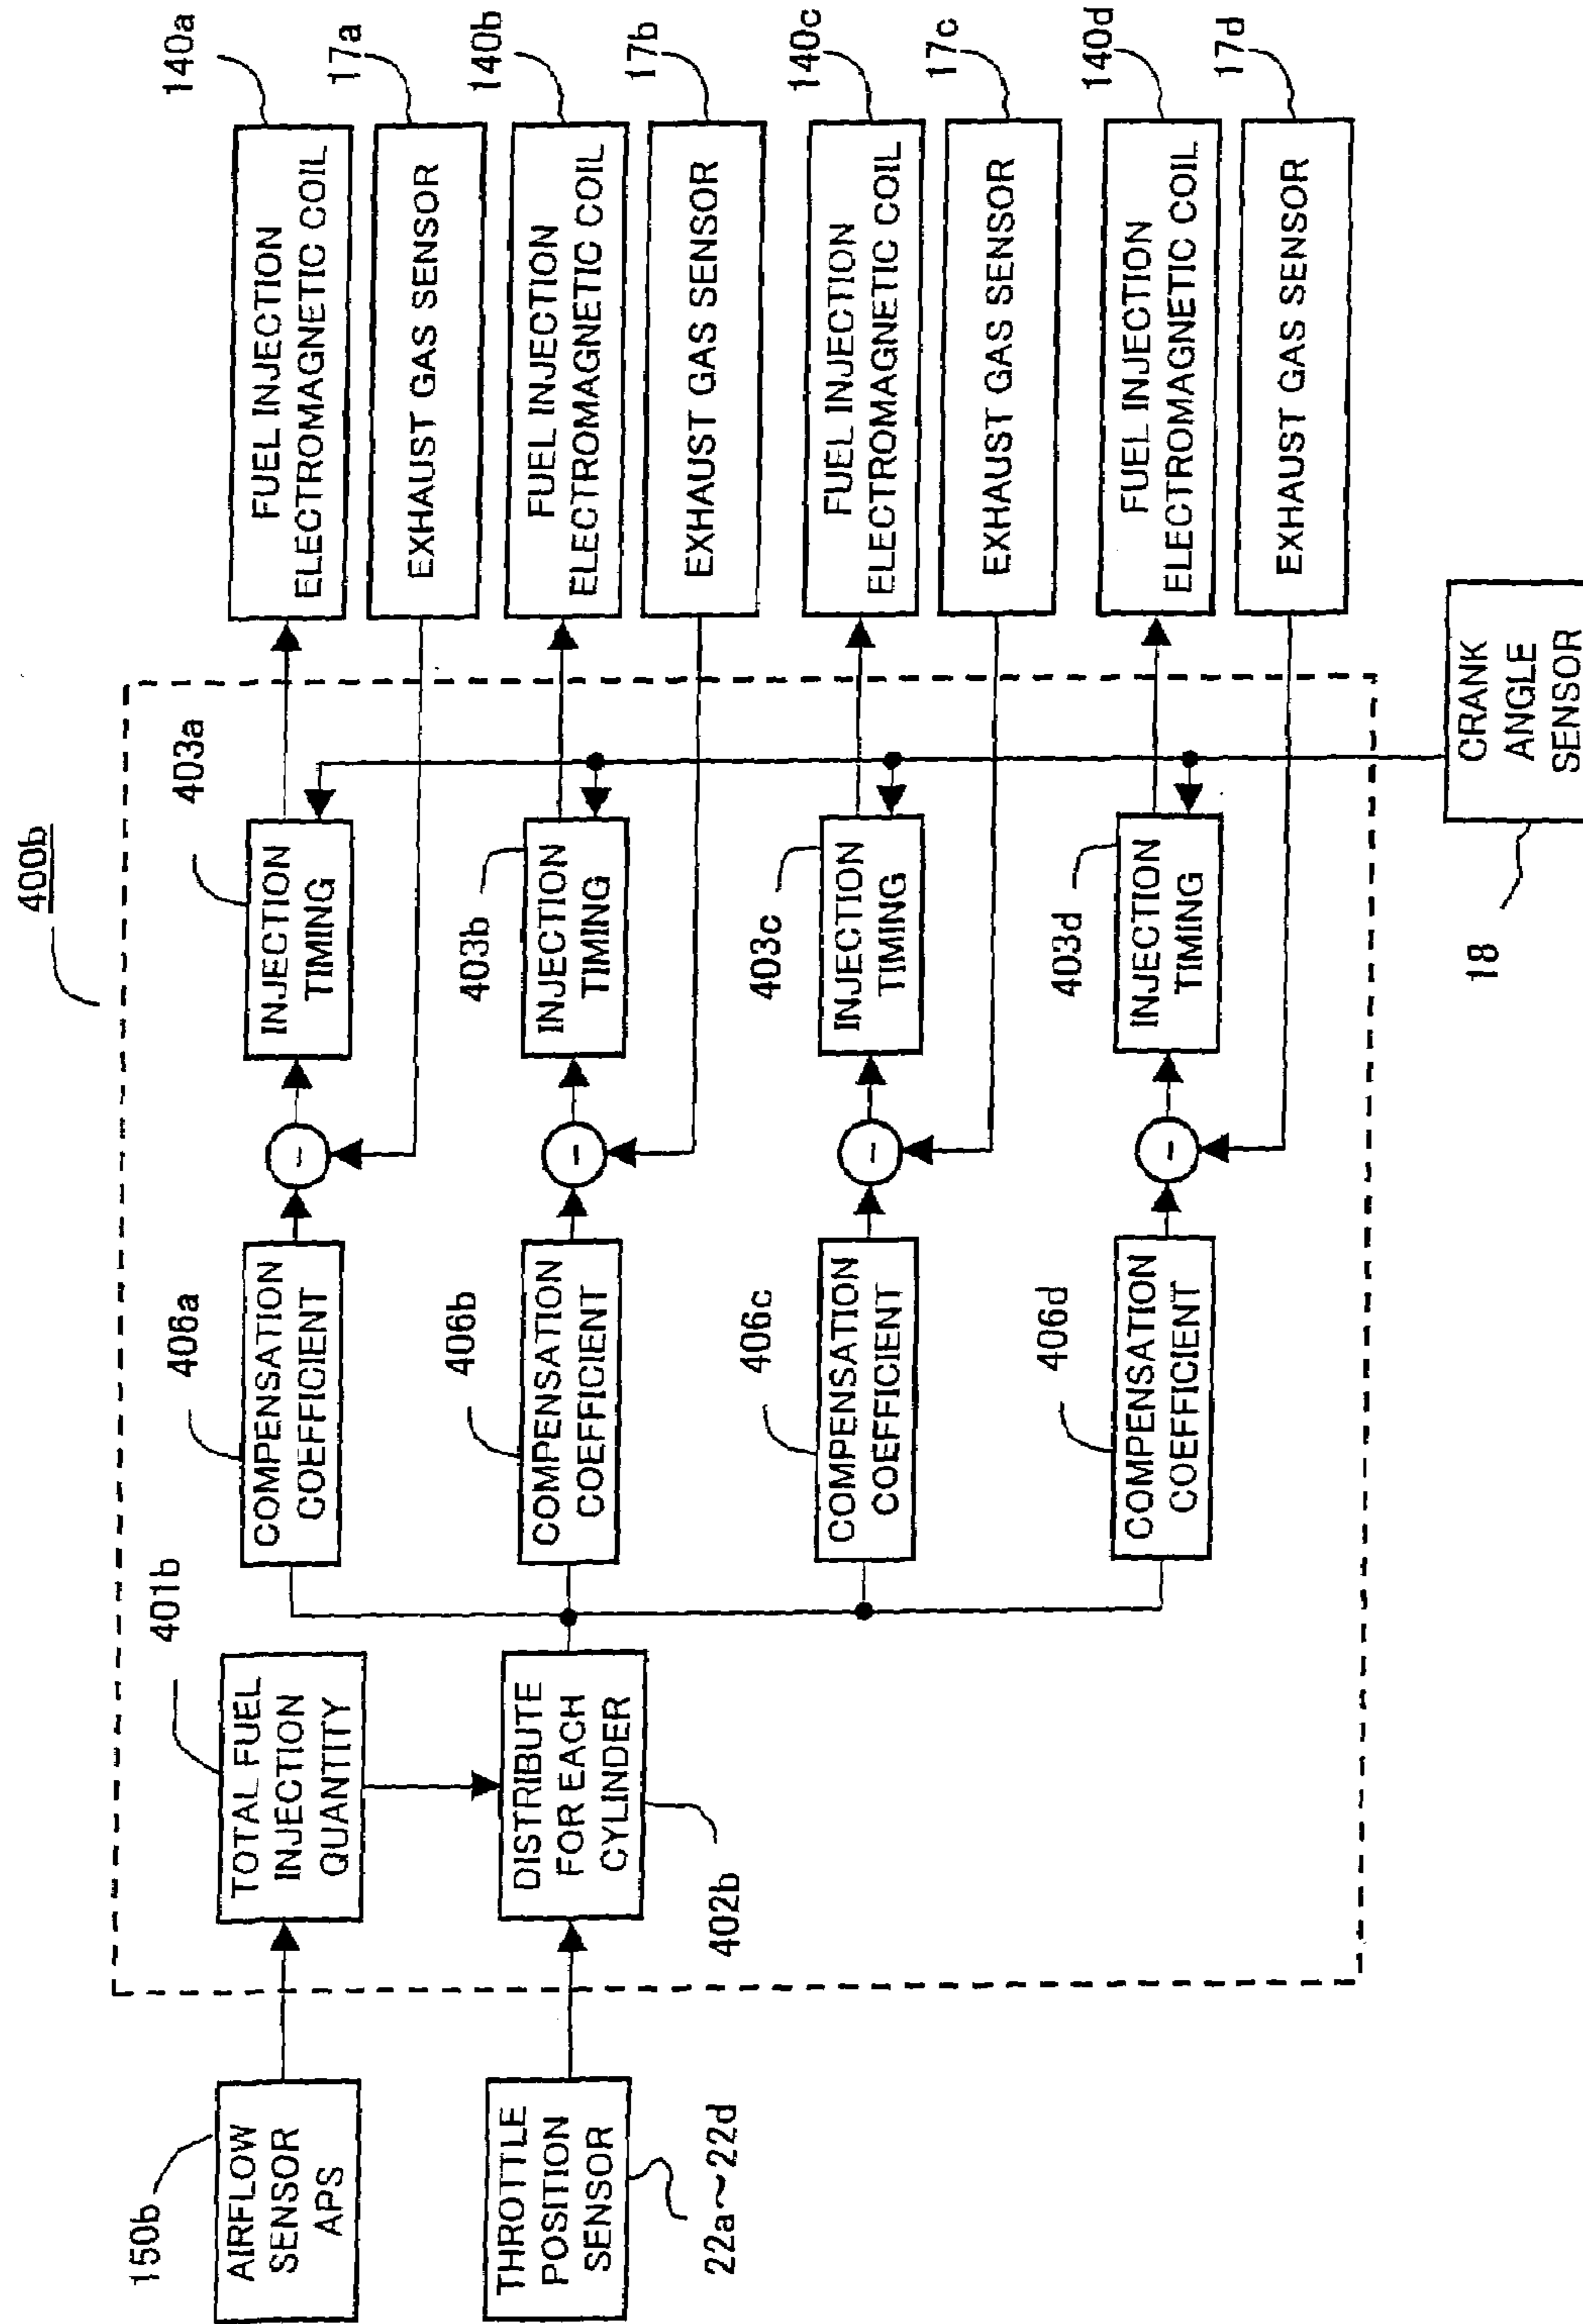 400b
150b
AIRFLOW
SENSOR
APS
THROTTLE
POSITION
SENSOR
22a~22d
401b
TOTAL FUEL
INJECTION
QUANTITY
DISTRIBUTE
FOR EACH
CYLINDER
402b
406a
COMPENSATION
COEFFICIENT
-
403a
INJECTION
TIMING
FUEL INJECTION
ELECTROMAGNETIC COIL
140a
EXHAUST GAS SENSOR
17a
406b
COMPENSATION
COEFFICIENT
-
403b
INJECTION
TIMING
FUEL INJECTION
ELECTROMAGNETIC COIL
140b
EXHAUST GAS SENSOR
17b
406c
COMPENSATION
COEFFICIENT
-
403c
INJECTION
TIMING
FUEL INJECTION
ELECTROMAGNETIC COIL
140c
EXHAUST GAS SENSOR
17c
406d
COMPENSATION
COEFFICIENT
-
403d
INJECTION
TIMING
FUEL INJECTION
ELECTROMAGNETIC COIL
140d
EXHAUST GAS SENSOR
17d
18
CRANK
ANGLE
SENSOR